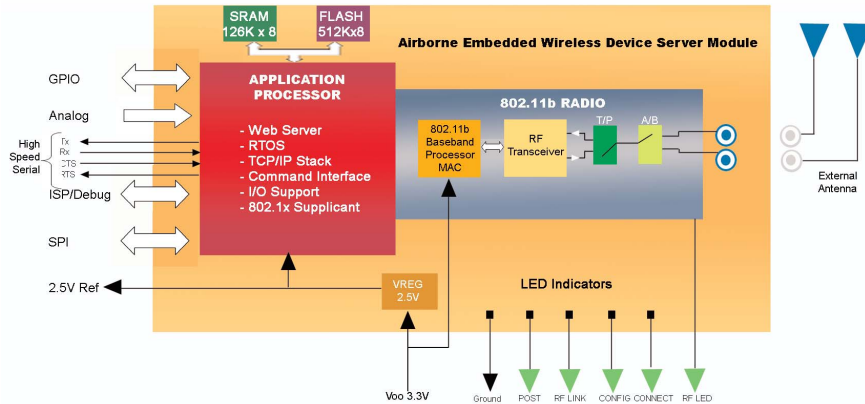 SRAM
126K x 8
FLASH
512Kx8
Airborne Embedded Wireless Device Server Module
GPIO
Analog
High
Speed
Serial
Tx
Rx
CTS
RTS
ISP/Debug
SPI
2.5V Ref
APPLICATION
PROCESSOR
- Web Server
- RTOS
- TCP/IP Stack
- Command Interface
- I/O Support
- 802.1x Supplicant
802.11b RADIO
802.11b
Baseband
Processor
MAC
RF
Transceiver
T/P
A/B
External
Antenna
VREG
2.5V
LED Indicators
Voo 3.3V
Ground
POST
RF LINK
CONFIG
CONNECT
RF LED